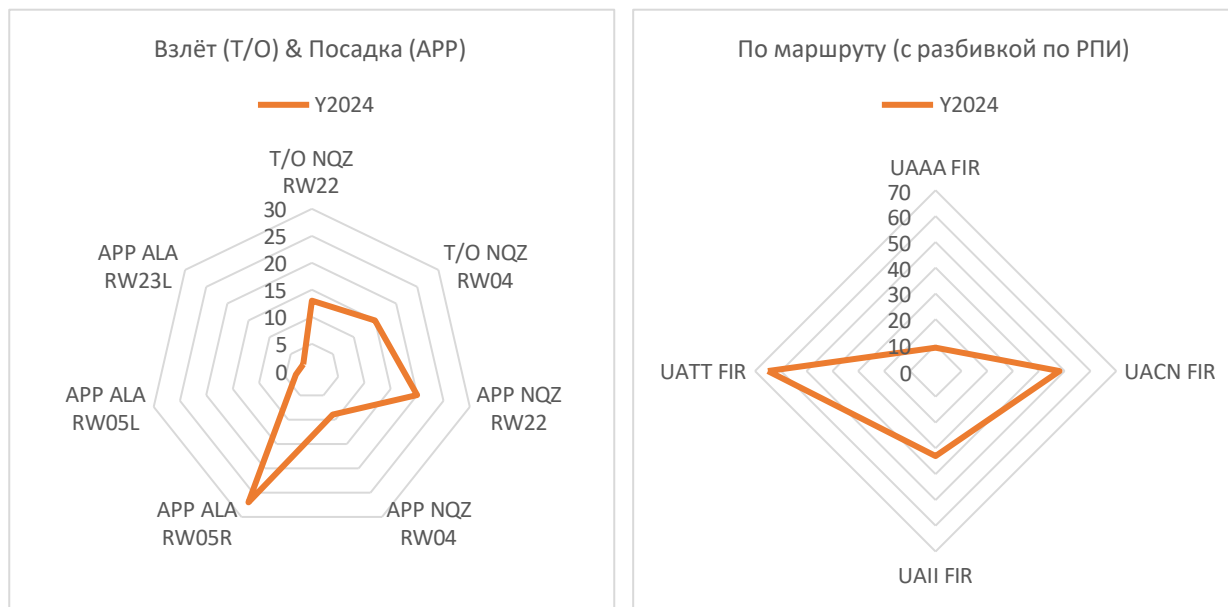 Взлёт (T/O) & Посадка (APP)
Y2024
T/O NQZ
RW22
30
25
20
15
10
5
0
T/O NQZ
RW04
APP NQZ
RW22
APP NQZ
RW04
APP ALA
RW05R
APP ALA
RW05L
APP ALA
RW23L
По маршруту (с разбивкой по РПИ)
Y2024
UAAA FIR
70
60
50
40
30
20
10
0
UACN FIR
UAII FIR
UATT FIR